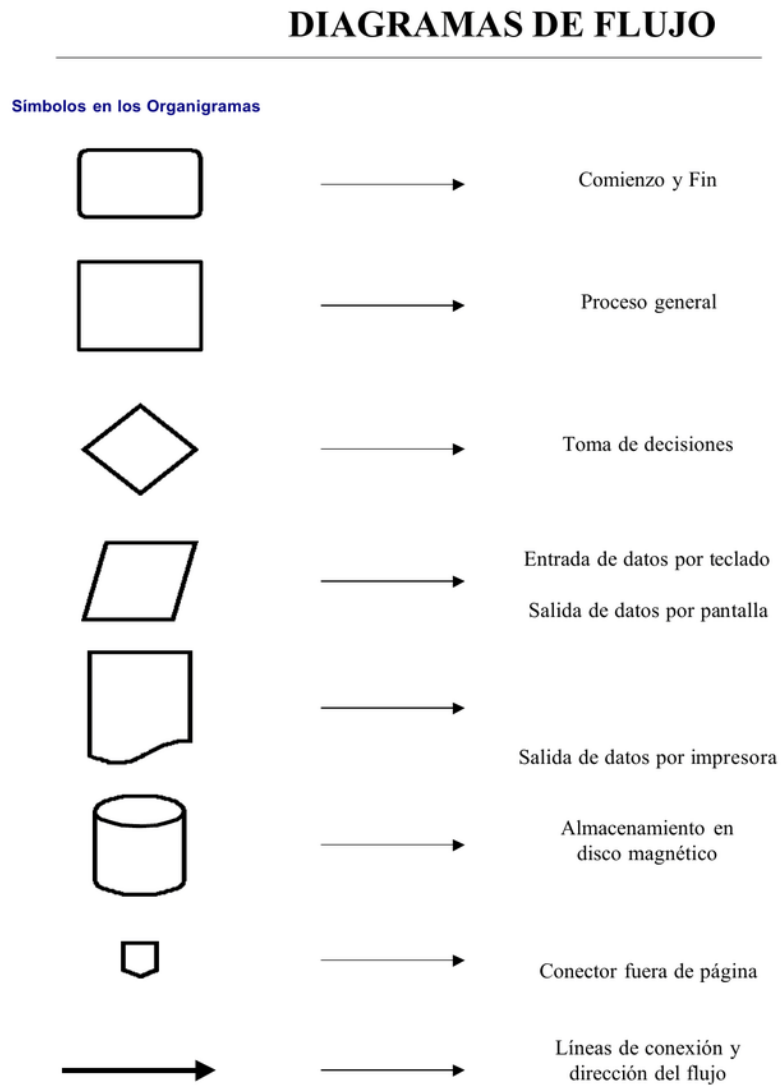 DIAGRAMAS DE FLUJO
Símbolos en los Organigramas
Comienzo y Fin
Proceso general
Toma de decisiones
Entrada de datos por teclado
Salida de datos por pantalla
Salida de datos por impresora
Almacenamiento en
disco magnético
Conector fuera de página
Líneas de conexión y
dirección del flujo